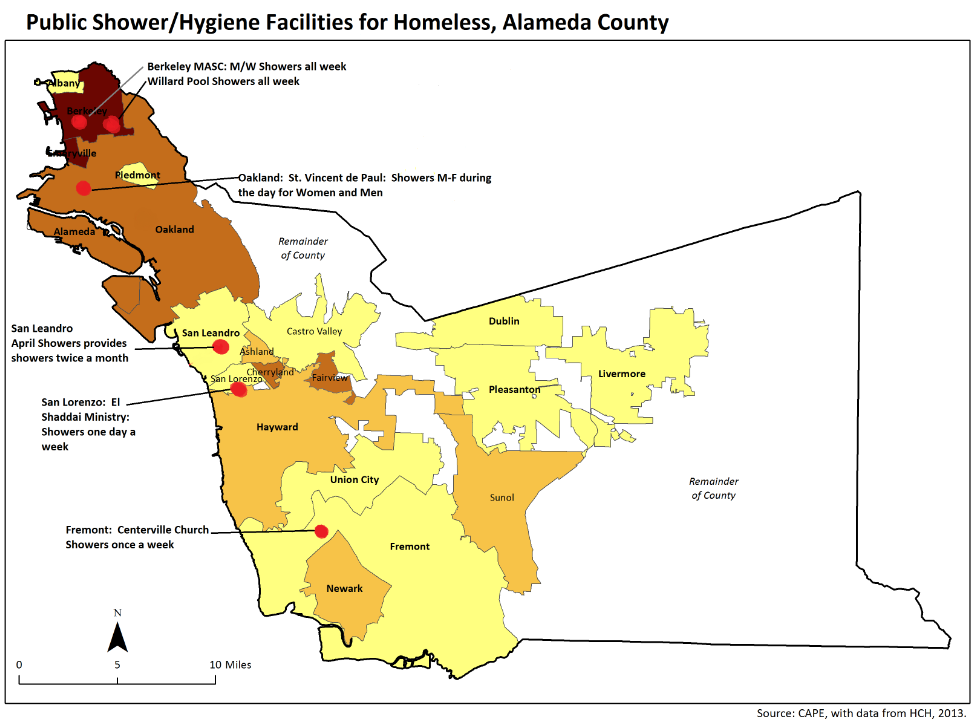 Public Shower/Hygiene Facilities for Homeless, Alameda County
Berkeley MASC: M/W Showers all week
Willard Pool Showers all week
Albany
Berkeley
Emeryville
Piedmont
Oakland: St. Vincent de Paul: Showers M-F during
the day for Women and Men
Alameda
Oakland
Remainder
of County
San Leandro
April Showers provides
showers twice a month
San Leandro
Castro Valley
Dublin
Ashland
Cherryland
San Lorenzo
Fairview
Pleasanton
Livermore
San Lorenzo: El
Shaddai Ministry:
Showers one day a
week
Hayward
Union City
Sunol
Remainder
of County
Fremont: Centerville Church
Showers once a week
Fremont
Newark
N
0 5 10 Miles
Source: CAPE, with data from HCH, 2013.